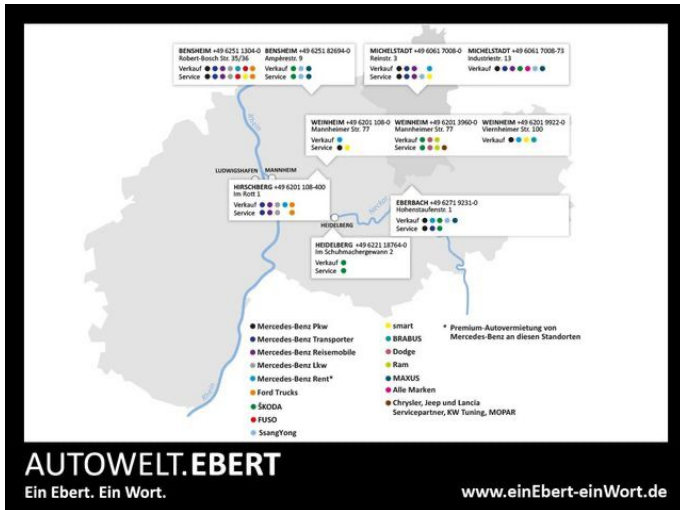 BENSHEIM +49 6251 1304-0
Robert-Bosch Str. 35/36
Verkauf
Service
BENSHEIM +49 6251 82694-0
Ampèrestr. 9
Verkauf
Service
MICHELSTADT +49 6061 7008-0
Reinstr. 3
Verkauf
Service
MICHELSTADT +49 6061 7008-73
Industriestr. 13
Verkauf
WEINHEIM +49 6201 108-0
Mannheimer Str. 77
Verkauf
Service
WEINHEIM +49 6201 3960-0
Mannheimer Str. 77
Verkauf
Service
WEINHEIM +49 6201 9922-0
Viernheimer Str. 100
Verkauf
Rhein
LUDWIGSHAFEN
MANNHEIM
HIRSCHBERG +49 6201 108-400
Im Rott 1
Verkauf
Service
Neckar
HEIDELBERG
EBERBACH +49 6271 9231-0
Hohenstaufenstr. 1
Verkauf
Service
HEIDELBERG +49 6221 18764-0
Im Schuhmachergewann 2
Verkauf
Service
Rhein
Mercedes-Benz Pkw
Mercedes-Benz Transporter
Mercedes-Benz Reisemobile
Mercedes-Benz Lkw
Mercedes-Benz Rent*
Ford Trucks
ŠKODA
FUSO
SsangYong
smart
BRABUS
Dodge
Ram
MAXUS
Alle Marken
Chrysler, Jeep und Lancia
Servicepartner, KW Tuning, MOPAR
* Premium-Autovermietung von
Mercedes-Benz an diesen Standorten
AUTOWELT.EBERT
Ein Ebert. Ein Wort.
www.einEbert-einWort.de